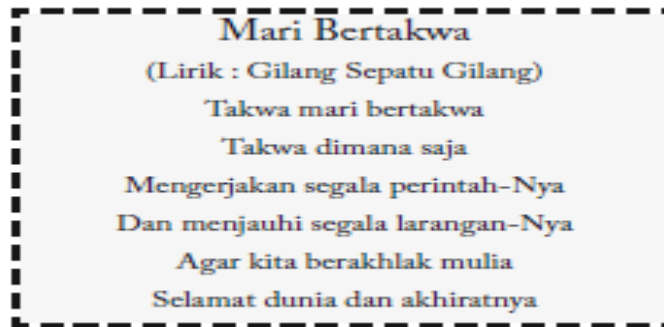 Mari Bertakwa
(Lirik : Gilang Sepatu Gilang)
Takwa mari bertakwa
Takwa dimana saja
Mengerjakan segala perintah-Nya
Dan menjauhi segala larangan-Nya
Agar kita berakhlak mulia
Selamat dunia dan akhiratnya